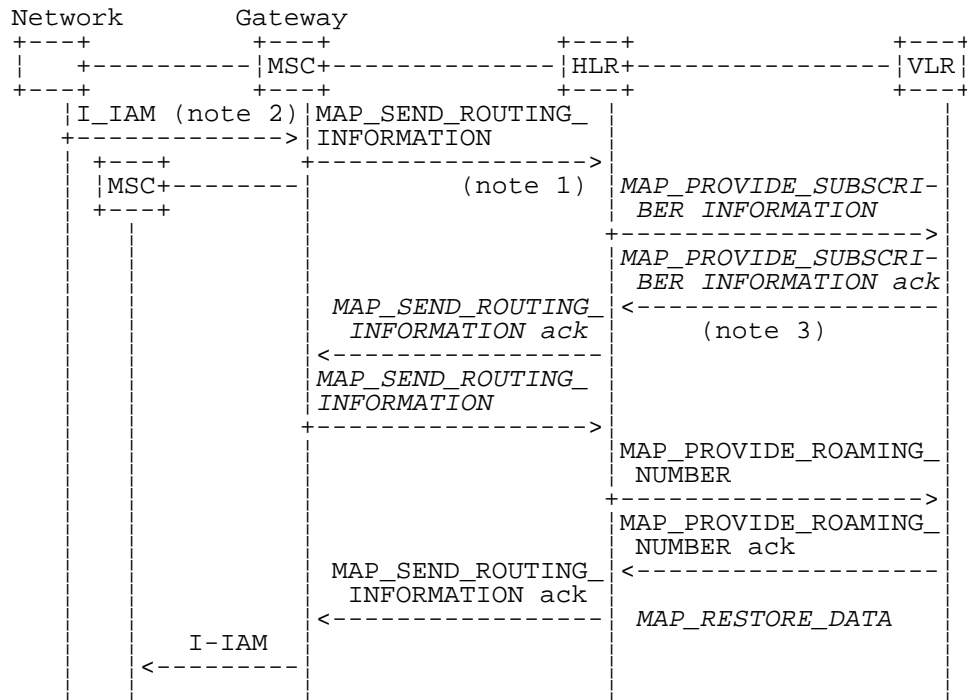 Network Gateway
MSC HLR VLR
I_IAM (note 2) MAP_SEND_ROUTING_
INFORMATION
MSC (note 1) MAP_PROVIDE_SUBSCRI-
BER INFORMATION
MAP_PROVIDE_SUBSCRI-
BER INFORMATION ack
MAP_SEND_ROUTING_
INFORMATION ack (note 3)
MAP_SEND_ROUTING_
INFORMATION
MAP_PROVIDE_ROAMING_
NUMBER
MAP_PROVIDE_ROAMING_
NUMBER ack
MAP_SEND_ROUTING_
INFORMATION ack
MAP_RESTORE_DATA
I-IAM